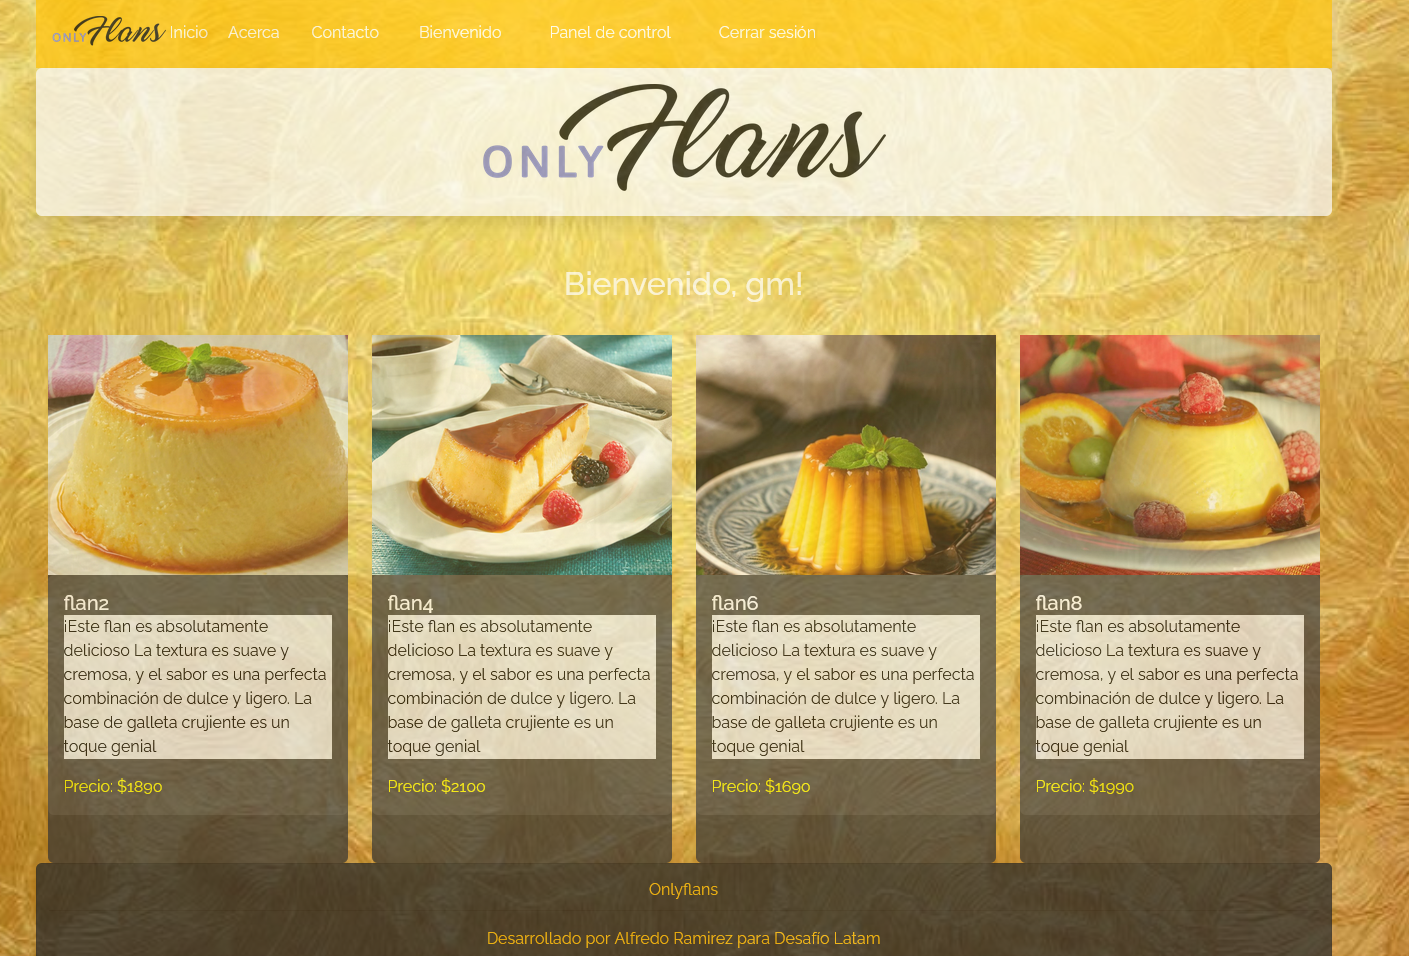 ONLY Flans Inicio Acerca Contacto Bienvenido Panel de control Cerrar sesión
ONLY Flans
Bienvenido, gm!
flan2
¡Este flan es absolutamente
delicioso La textura es suave y
cremosa, y el sabor es una perfecta
combinación de dulce y ligero. La
base de galleta crujiente es un
toque genial
Precio: $1890
flan4
¡Este flan es absolutamente
delicioso La textura es suave y
cremosa, y el sabor es una perfecta
combinación de dulce y ligero. La
base de galleta crujiente es un
toque genial
Precio: $2100
flan6
¡Este flan es absolutamente
delicioso La textura es suave y
cremosa, y el sabor es una perfecta
combinación de dulce y ligero. La
base de galleta crujiente es un
toque genial
Precio: $1690
flan8
¡Este flan es absolutamente
delicioso La textura es suave y
cremosa, y el sabor es una perfecta
combinación de dulce y ligero. La
base de galleta crujiente es un
toque genial
Precio: $1990
Onlyflans
Desarrollado por Alfredo Ramirez para Desafío Latam